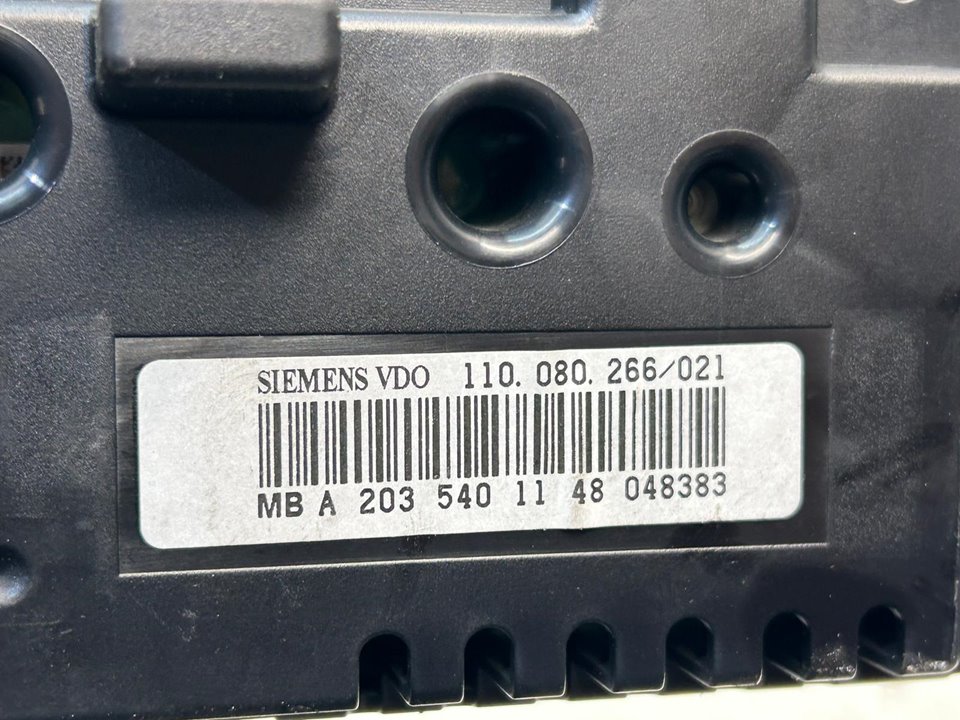 SIEMENS VDO 110.080.266/021
MB A 203 540 11 48 048383